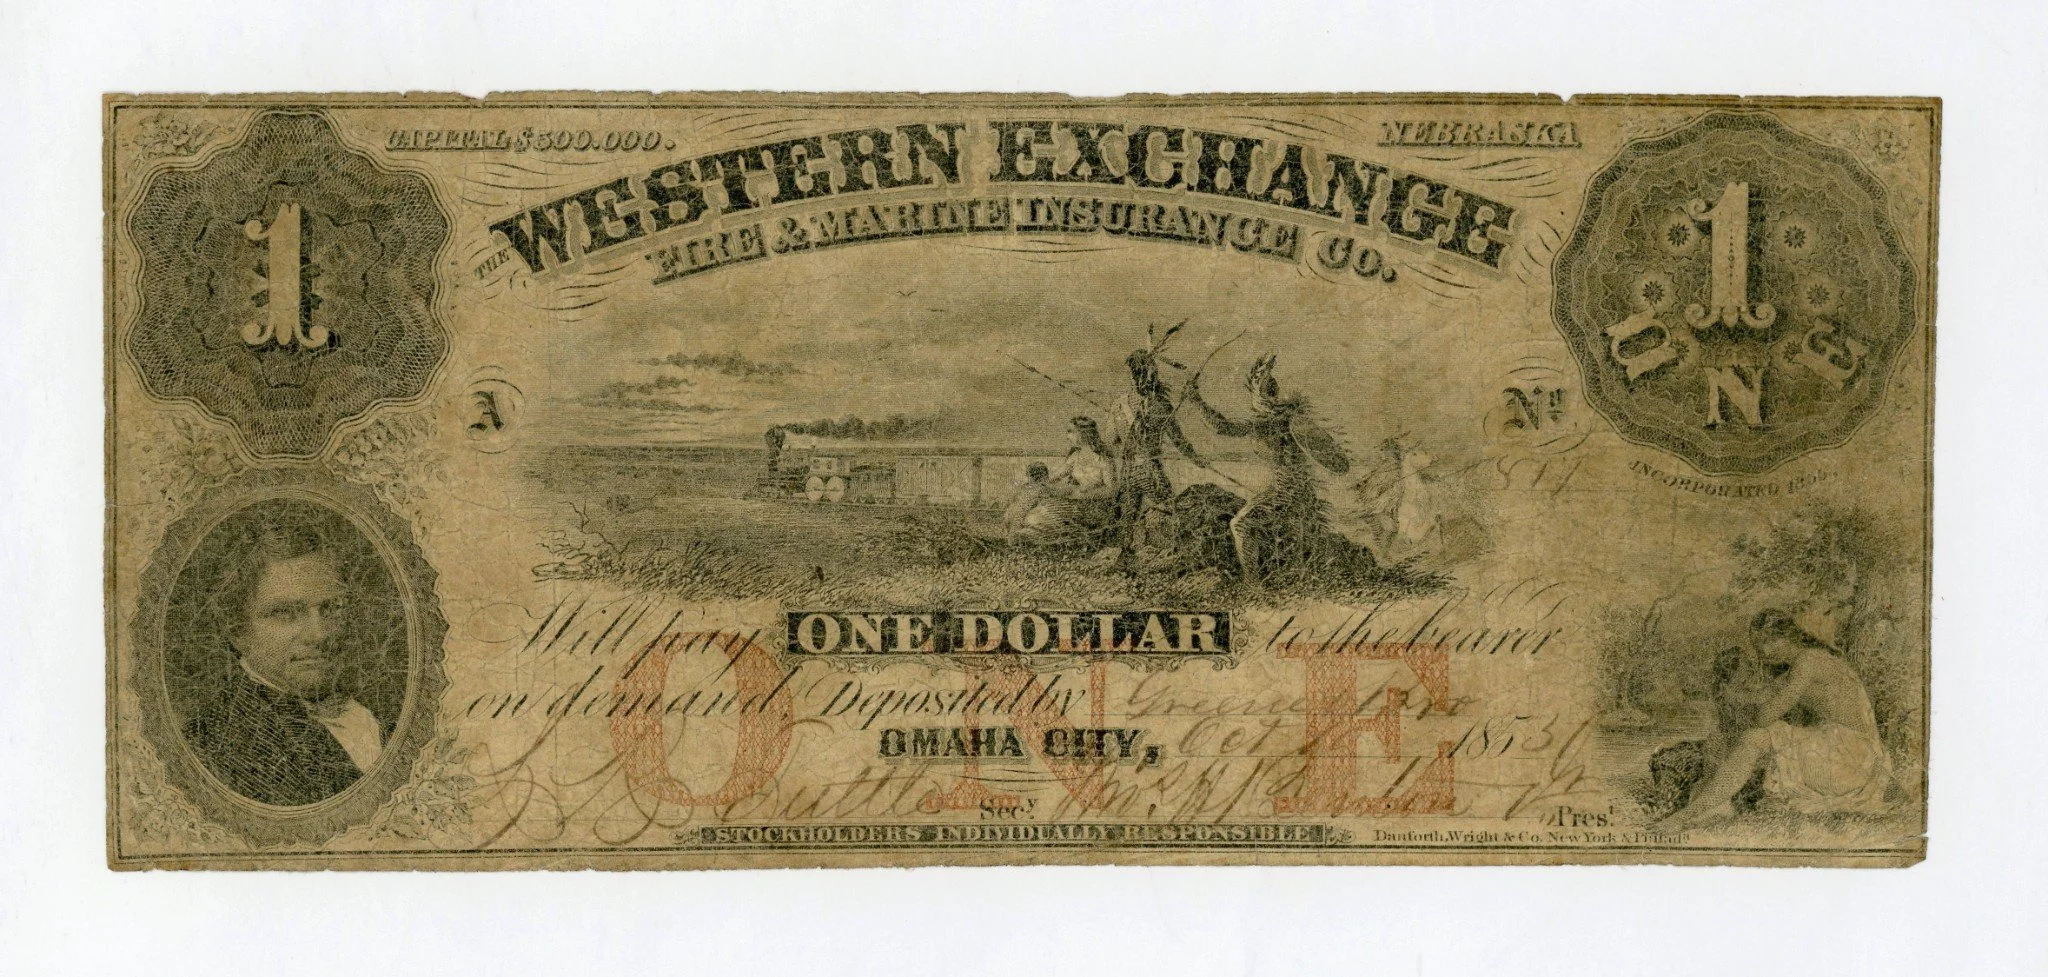 CAPITAL $500.000.
NEBRASKA
THE WESTERN EXCHANGE
FIRE & MARINE INSURANCE CO.
1
1
ONE
A
No
INCORPORATED 185
Will pay ONE DOLLAR to the bearer
on demand, Deposited by
OMAHA CITY, Oct 185
ONE
Secy
Prest
STOCKHOLDERS INDIVIDUALLY RESPONSIBLE
Danforth, Wright & Co. New York & Philada